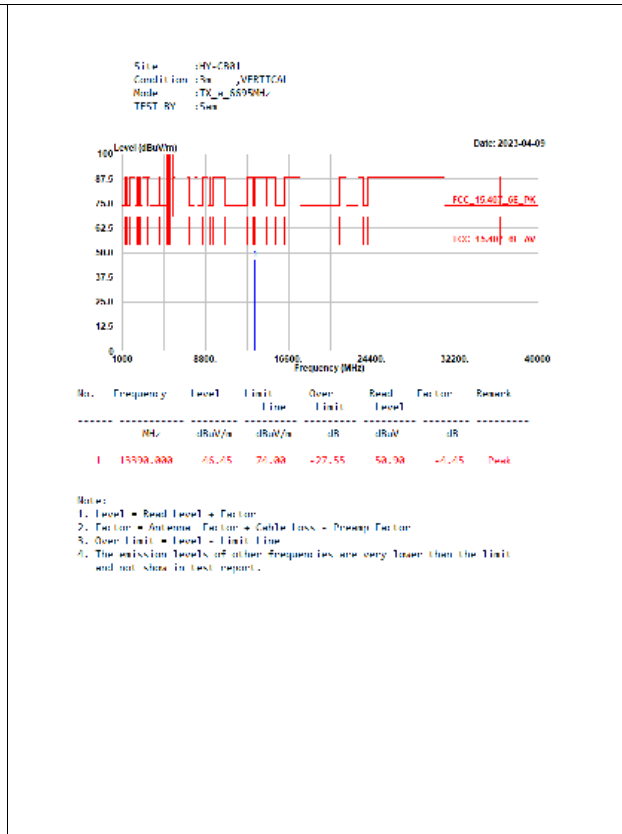 Site :HY-CB01
Condition :3m ,VERTICAL
Mode :TX_a_6695MHz
TEST BY :Sam
Level (dBuV/m)
Date: 2023-04-09
100
87.5
75.0
FCC_15.407_6E_PK
62.5
FCC_15.407_6E_AV
50.0
37.5
25.0
12.5
0
1000 8800. 16600. 24400. 32200. 40000
Frequency (MHz)
No. Frequency Level Limit Over Read Factor Remark
Line Limit Level
MHz dBuV/m dBuV/m dB dBuV dB
1 13390.000 46.45 74.00 -27.55 50.90 -4.45 Peak
Note:
1. Level = Read Level + Factor
2. Factor = Antenna Factor + Cable Loss - Preamp Factor
3. Over Limit = Level - Limit Line
4. The emission levels of other frequencies are very lower than the limit
and not show in test report.